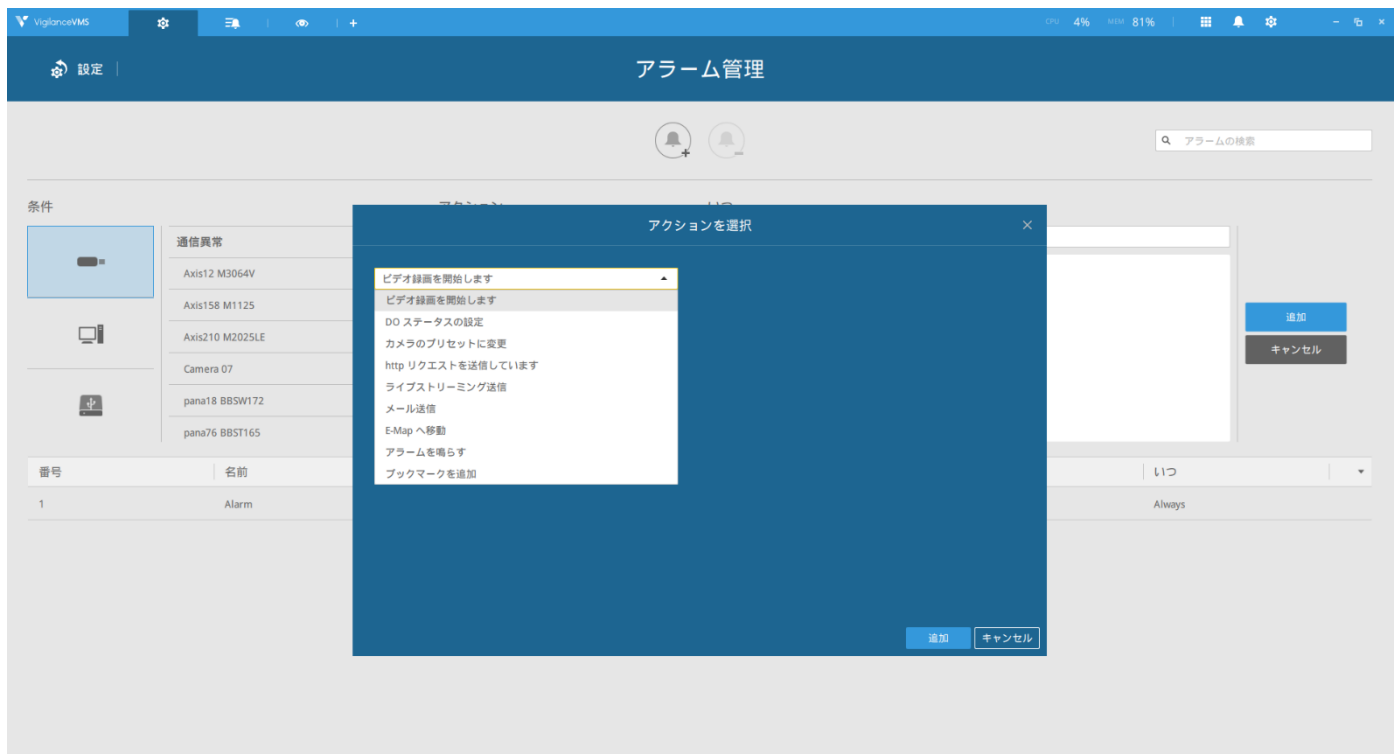 VigilanceVMS
CPU 4% MEM 81%
設定
アラーム管理
アラームの検索
条件
アクションを選択
通信異常
Axis12 M3064V
Axis158 M1125
Axis210 M2025LE
Camera 07
pana18 BBSW172
pana76 BBST165
ビデオ録画を開始します
ビデオ録画を開始します
DO ステータスの設定
カメラのプリセットに変更
http リクエストを送信しています
ライブストリーミング送信
メール送信
E-Map へ移動
アラームを鳴らす
ブックマークを追加
追加
キャンセル
番号 名前 いつ
1 Alarm Always
追加 キャンセル